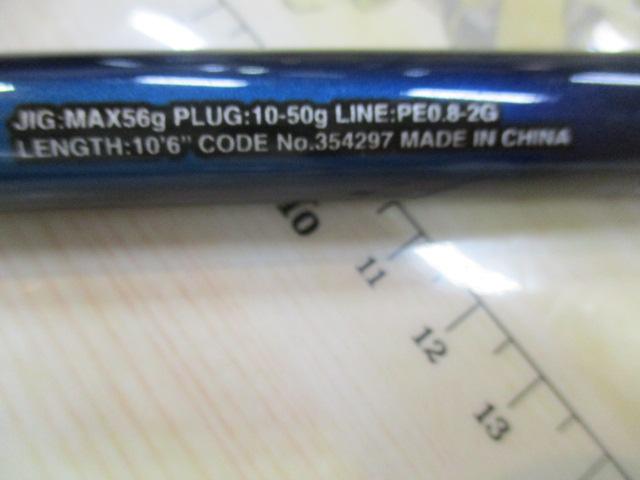 JIG:MAX56g PLUG:10-50g LINE:PE0.8-2G
LENGTH:10'6" CODE No.354297 MADE IN CHINA
10
11
12
13